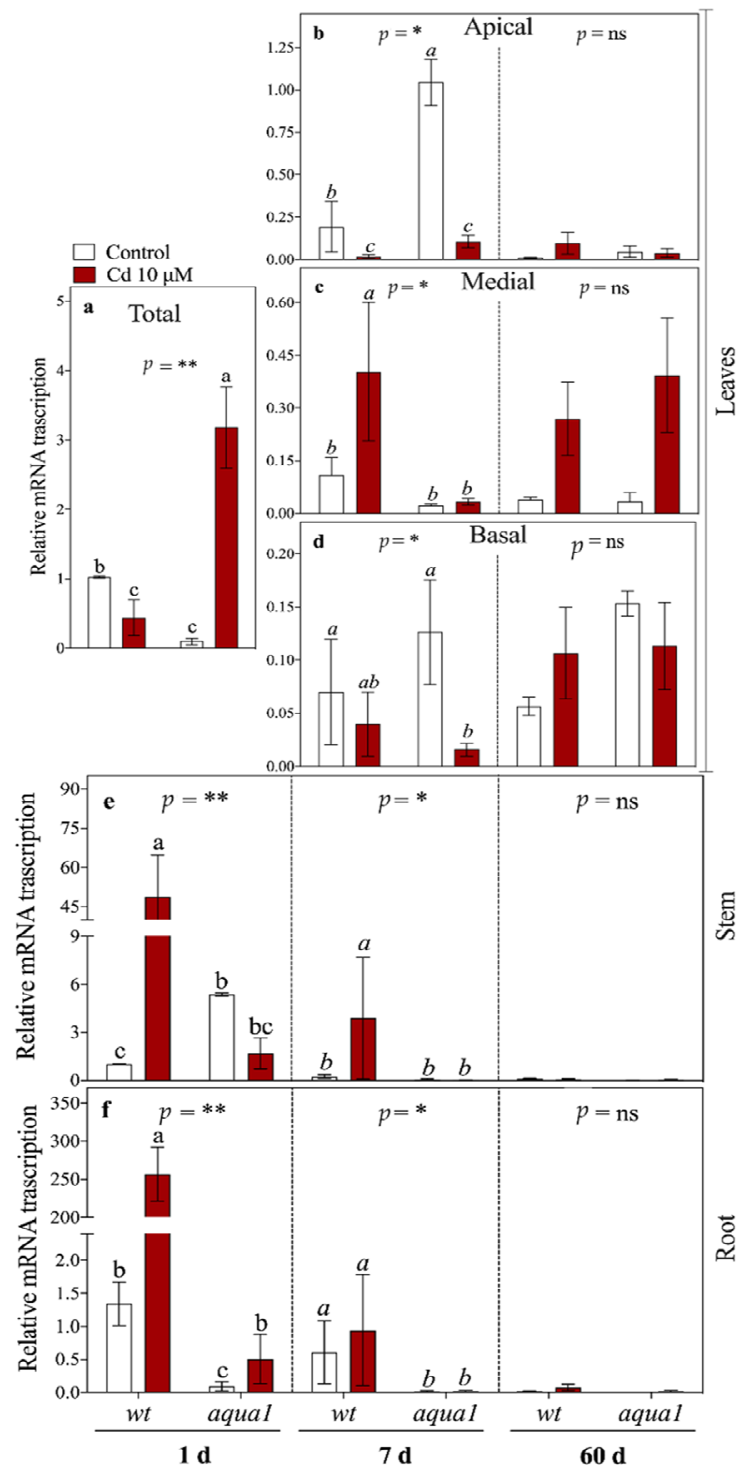 b
Apical
p = *
p = ns
a
b
c
c
1.25
1.00
0.75
0.50
0.25
0.00
Control
Cd 10 µM
a
Total
p = **
5
4
3
2
1
0
b
c
c
a
Relative mRNA trascription
c
p = *
Medial
p = ns
a
b
b
b
0.60
0.45
0.30
0.15
0.00
Leaves
d
p = *
Basal
p = ns
a
ab
a
b
0.20
0.15
0.10
0.05
0.00
e
p = **
p = *
p = ns
90
75
60
45
9
6
3
0
c
a
b
bc
b
a
b
b
Relative mRNA trascription
Stem
f
p = **
p = *
p = ns
350
300
250
200
2.0
1.5
1.0
0.5
0.0
b
a
c
b
a
a
b
b
Relative mRNA trascription
Root
wt
aqua1
wt
aqua1
wt
aqua1
1 d
7 d
60 d